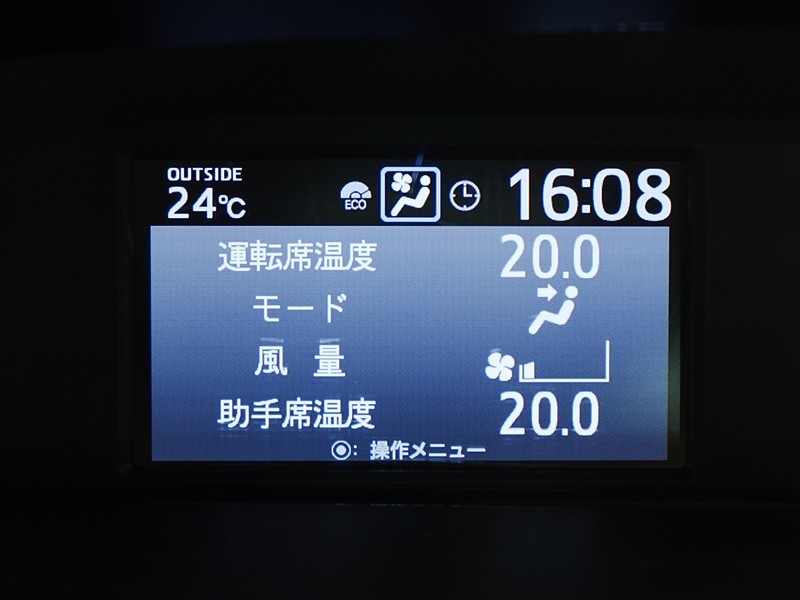 OUTSIDE
24℃ ECO 16:08
運転席温度 20.0
モード
風 量
助手席温度 20.0
◉: 操作メニュー